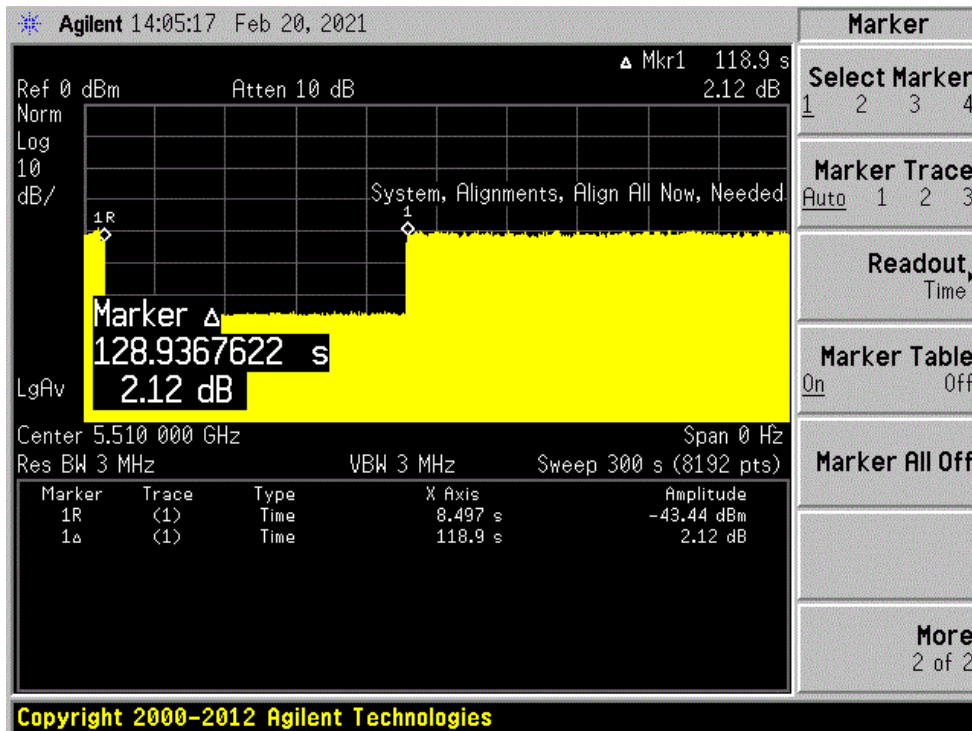 Agilent 14:05:17 Feb 20, 2021
Marker
Δ Mkr1 118.9 s
Ref 0 dBm Atten 10 dB 2.12 dB
Norm
Log
10
dB/
System, Alignments, Align All Now, Needed
1R
1
Marker Δ
128.9367622 s
2.12 dB
LgAv
Center 5.510 000 GHz Span 0 Hz
Res BW 3 MHz VBW 3 MHz Sweep 300 s (8192 pts)
Marker Trace Type X Axis Amplitude
1R (1) Time 8.497 s -43.44 dBm
1Δ (1) Time 118.9 s 2.12 dB
Select Marker
1 2 3 4
Marker Trace
Auto 1 2 3
Readout
Time
Marker Table
On Off
Marker All Off
More
2 of 2
Copyright 2000-2012 Agilent Technologies